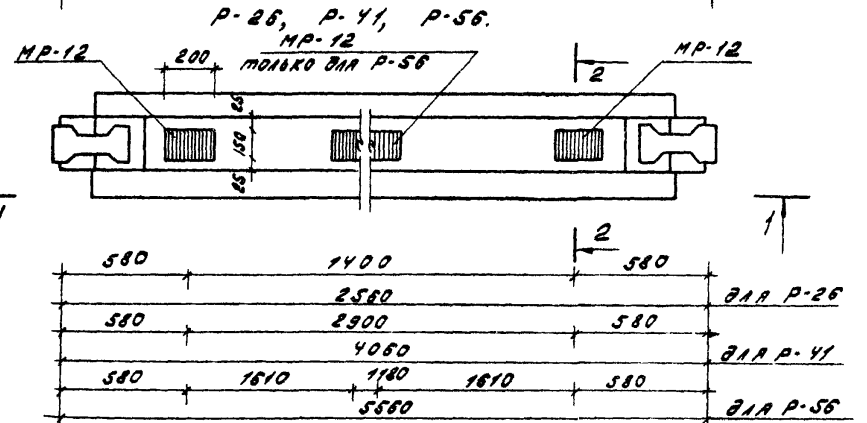 Р-26, Р-41, Р-56.
МР-12
200
МР-12
только для Р-56
МР-12
2
25
150
25
1
2
580 1400 580
2560 для Р-26
580 2900 580
4060 для Р-41
580 1610 1180 1610 580
5560 для Р-56